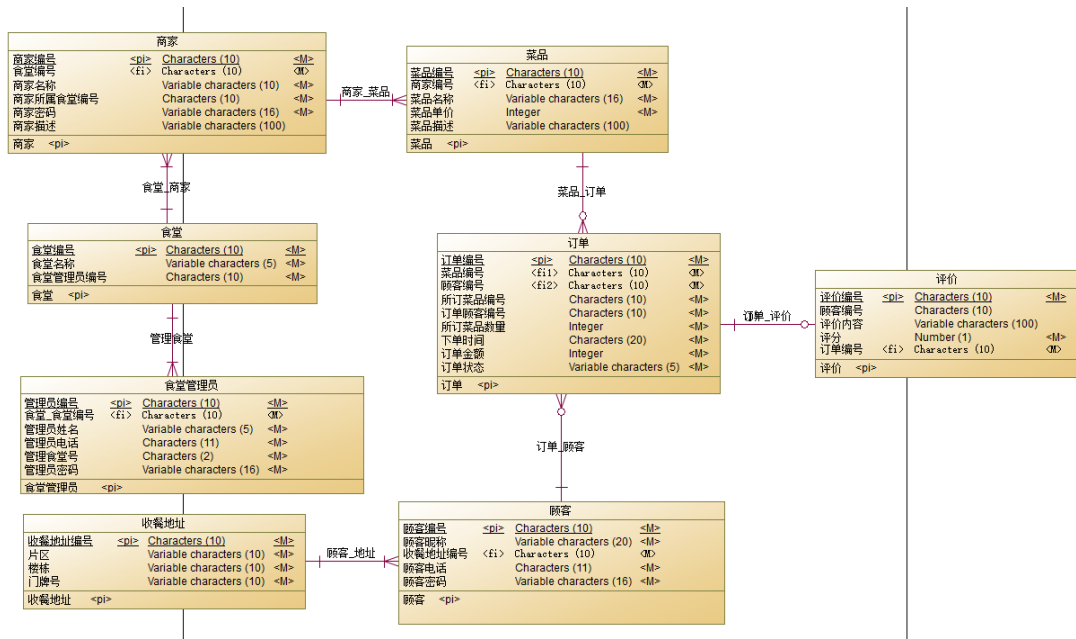 商家
商家编号 <pi> Characters (10) <M>
食堂编号 <fi> Characters (10) <M>
商家名称 Variable characters (10) <M>
商家所属食堂编号 Characters (10) <M>
商家密码 Variable characters (16) <M>
商家描述 Variable characters (100)
商家 <pi>
商家_菜品
菜品
菜品编号 <pi> Characters (10) <M>
商家编号 <fi> Characters (10) <M>
菜品名称 Variable characters (16) <M>
菜品单价 Integer <M>
菜品描述 Variable characters (100)
菜品 <pi>
食堂_商家
菜品_订单
食堂
食堂编号 <pi> Characters (10) <M>
食堂名称 Variable characters (5) <M>
食堂管理员编号 Characters (10) <M>
食堂 <pi>
订单
订单编号 <pi> Characters (10) <M>
菜品编号 <fi1> Characters (10) <M>
顾客编号 <fi2> Characters (10) <M>
所订菜品编号 Characters (10) <M>
订单顾客编号 Characters (10) <M>
所订菜品数量 Integer <M>
下单时间 Characters (20) <M>
订单金额 Integer <M>
订单状态 Variable characters (5) <M>
订单 <pi>
订单_评价
评价
评价编号 <pi> Characters (10) <M>
顾客编号 Characters (10)
评价内容 Variable characters (100)
评分 Number (1) <M>
订单编号 <fi> Characters (10) <M>
评价 <pi>
管理食堂
食堂管理员
管理员编号 <pi> Characters (10) <M>
食堂_食堂编号 <fi> Characters (10) <M>
管理员姓名 Variable characters (5) <M>
管理员电话 Characters (11) <M>
管理食堂号 Characters (2) <M>
管理员密码 Variable characters (16) <M>
食堂管理员 <pi>
订单_顾客
收餐地址
收餐地址编号 <pi> Characters (10) <M>
片区 Variable characters (10) <M>
楼栋 Variable characters (10) <M>
门牌号 Variable characters (10) <M>
收餐地址 <pi>
顾客_地址
顾客
顾客编号 <pi> Characters (10) <M>
顾客昵称 Variable characters (20) <M>
收餐地址编号 <fi> Characters (10) <M>
顾客电话 Characters (11) <M>
顾客密码 Variable characters (16) <M>
顾客 <pi>